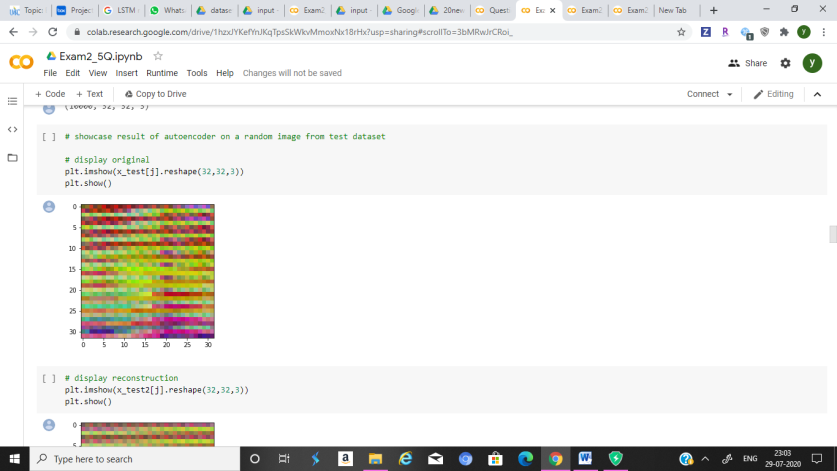 Topic:
Project
LSTM
Whats
datase
input
Exam2
input
Google
20new
Quest
Ex
Exam2
Exam2
New Tab
colab.research.google.com/drive/1hzxJYKefYnJKqTpsSkWkvMmoxNx18rHx?usp=sharing#scrollTo=3bMRwJrCRoi_
Exam2_5Q.ipynb
Share
y
File Edit View Insert Runtime Tools Help Changes will not be saved
+ Code + Text Copy to Drive
Connect
Editing
(10000, 32, 32, 3)
[ ] # showcase result of autoencoder on a random image from test dataset
# display original
plt.imshow(x_test[j].reshape(32,32,3))
plt.show()
0
5
10
15
20
25
30
0 5 10 15 20 25 30
[ ] # display reconstruction
plt.imshow(x_test2[j].reshape(32,32,3))
plt.show()
0
5
Type here to search
ENG
23:03
29-07-2020